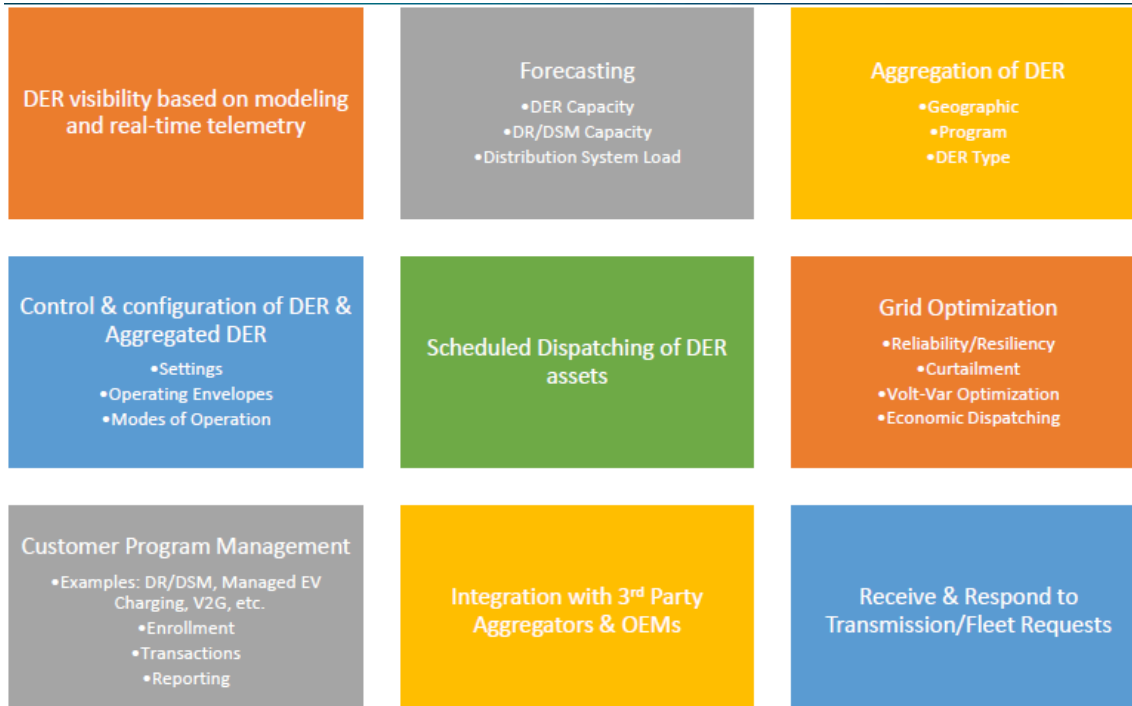 DER visibility based on modeling
and real-time telemetry
Forecasting
•DER Capacity
•DR/DSM Capacity
•Distribution System Load
Aggregation of DER
•Geographic
•Program
•DER Type
Control & configuration of DER &
Aggregated DER
•Settings
•Operating Envelopes
•Modes of Operation
Scheduled Dispatching of DER
assets
Grid Optimization
•Reliability/Resiliency
•Curtailment
•Volt-Var Optimization
•Economic Dispatching
Customer Program Management
•Examples: DR/DSM, Managed EV
Charging, V2G, etc.
•Enrollment
•Transactions
•Reporting
Integration with 3rd Party
Aggregators & OEMs
Receive & Respond to
Transmission/Fleet Requests